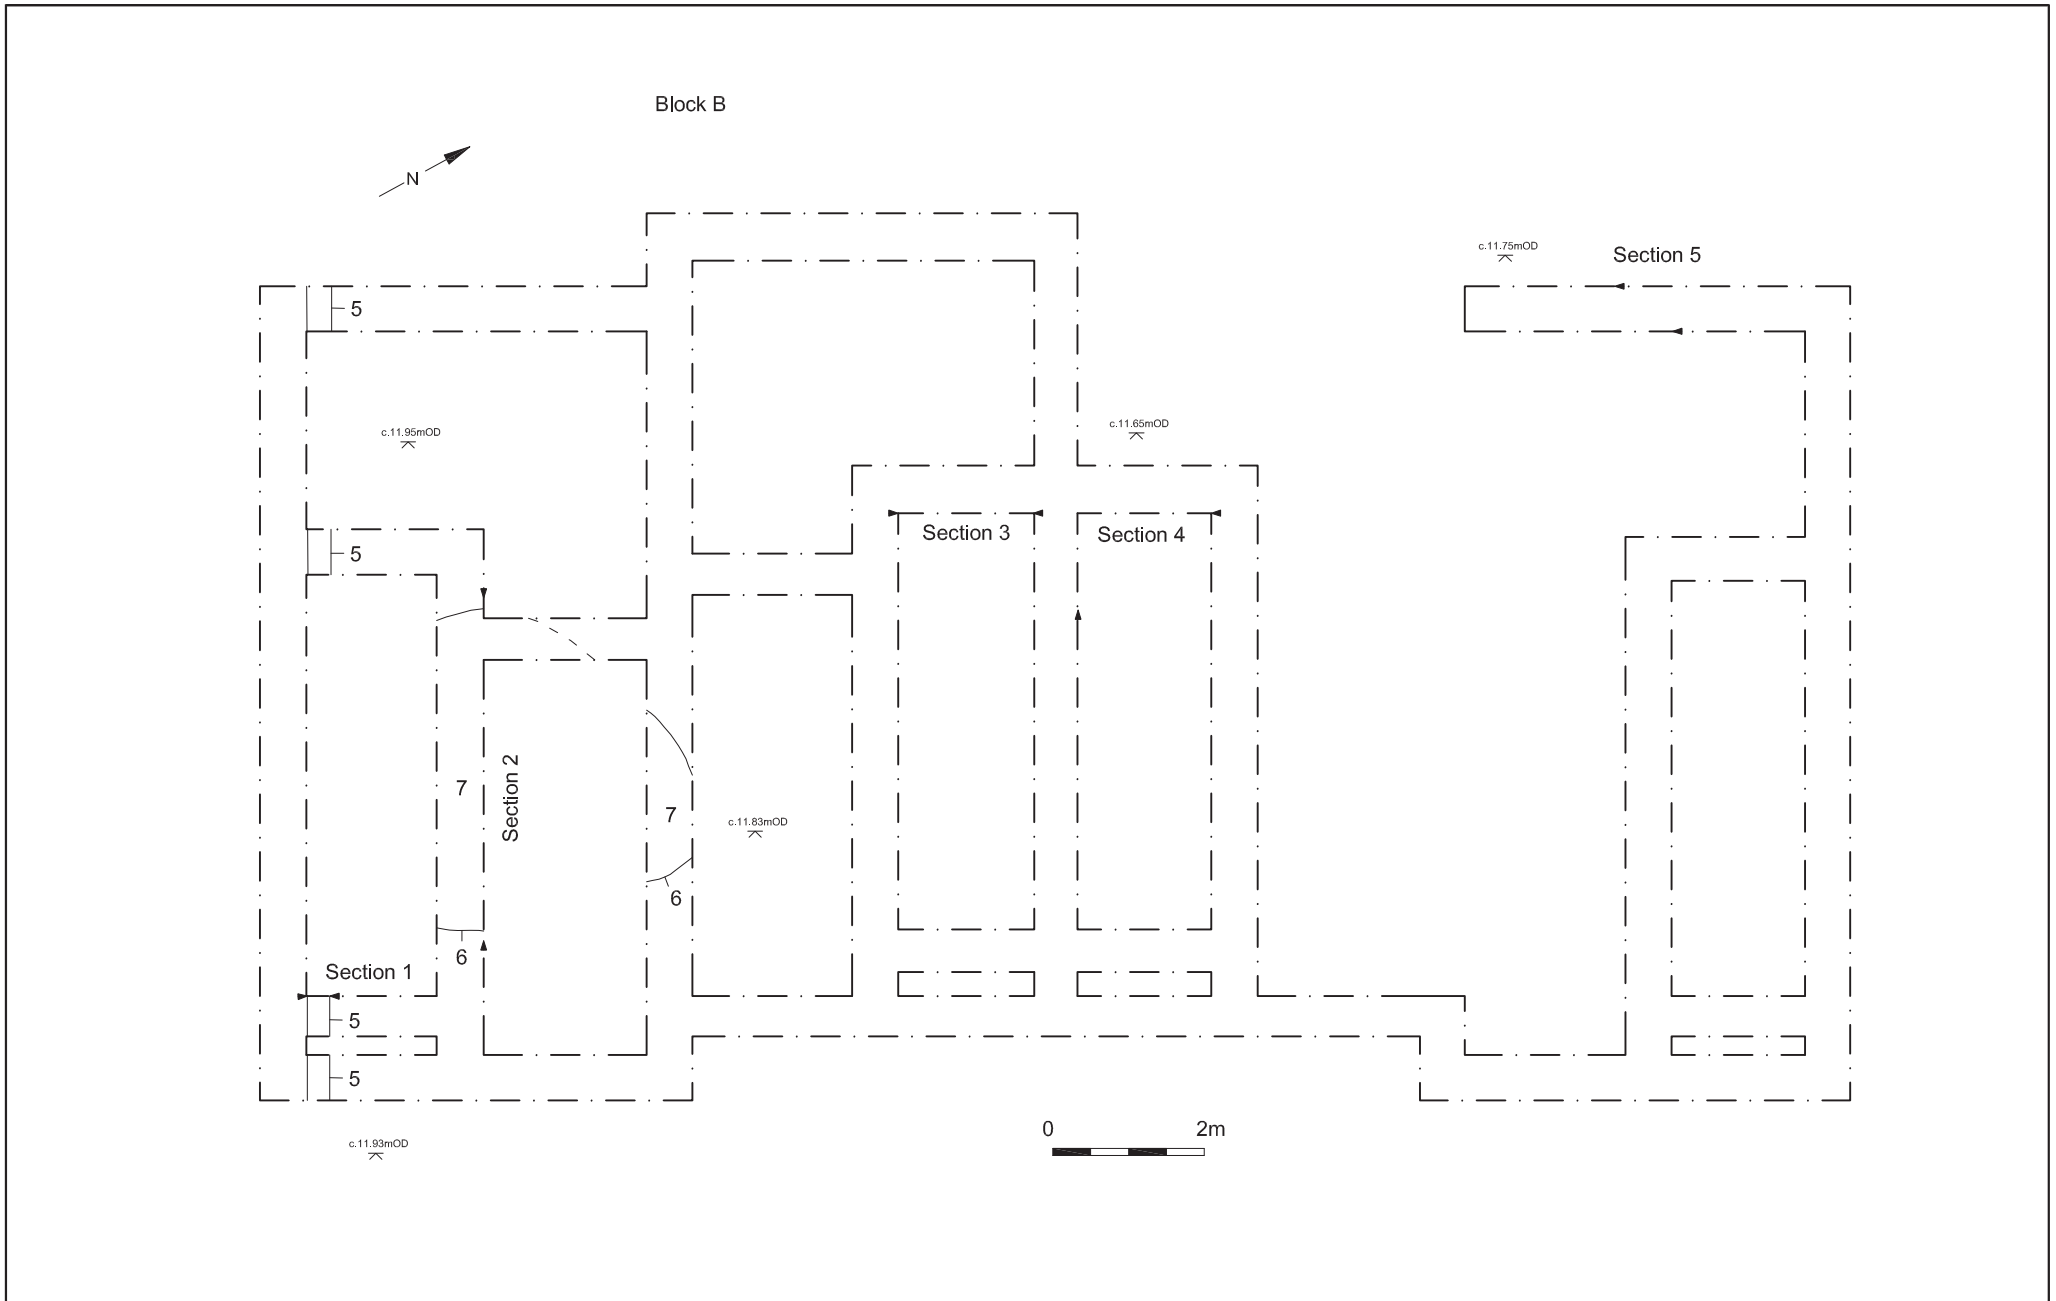 Block B
N
c.11.75mOD
Section 5
5
c.11.95mOD
c.11.65mOD
Section 3
Section 4
5
7
Section 2
7
c.11.83mOD
6
6
Section 1
5
5
c.11.93mOD
0 2m